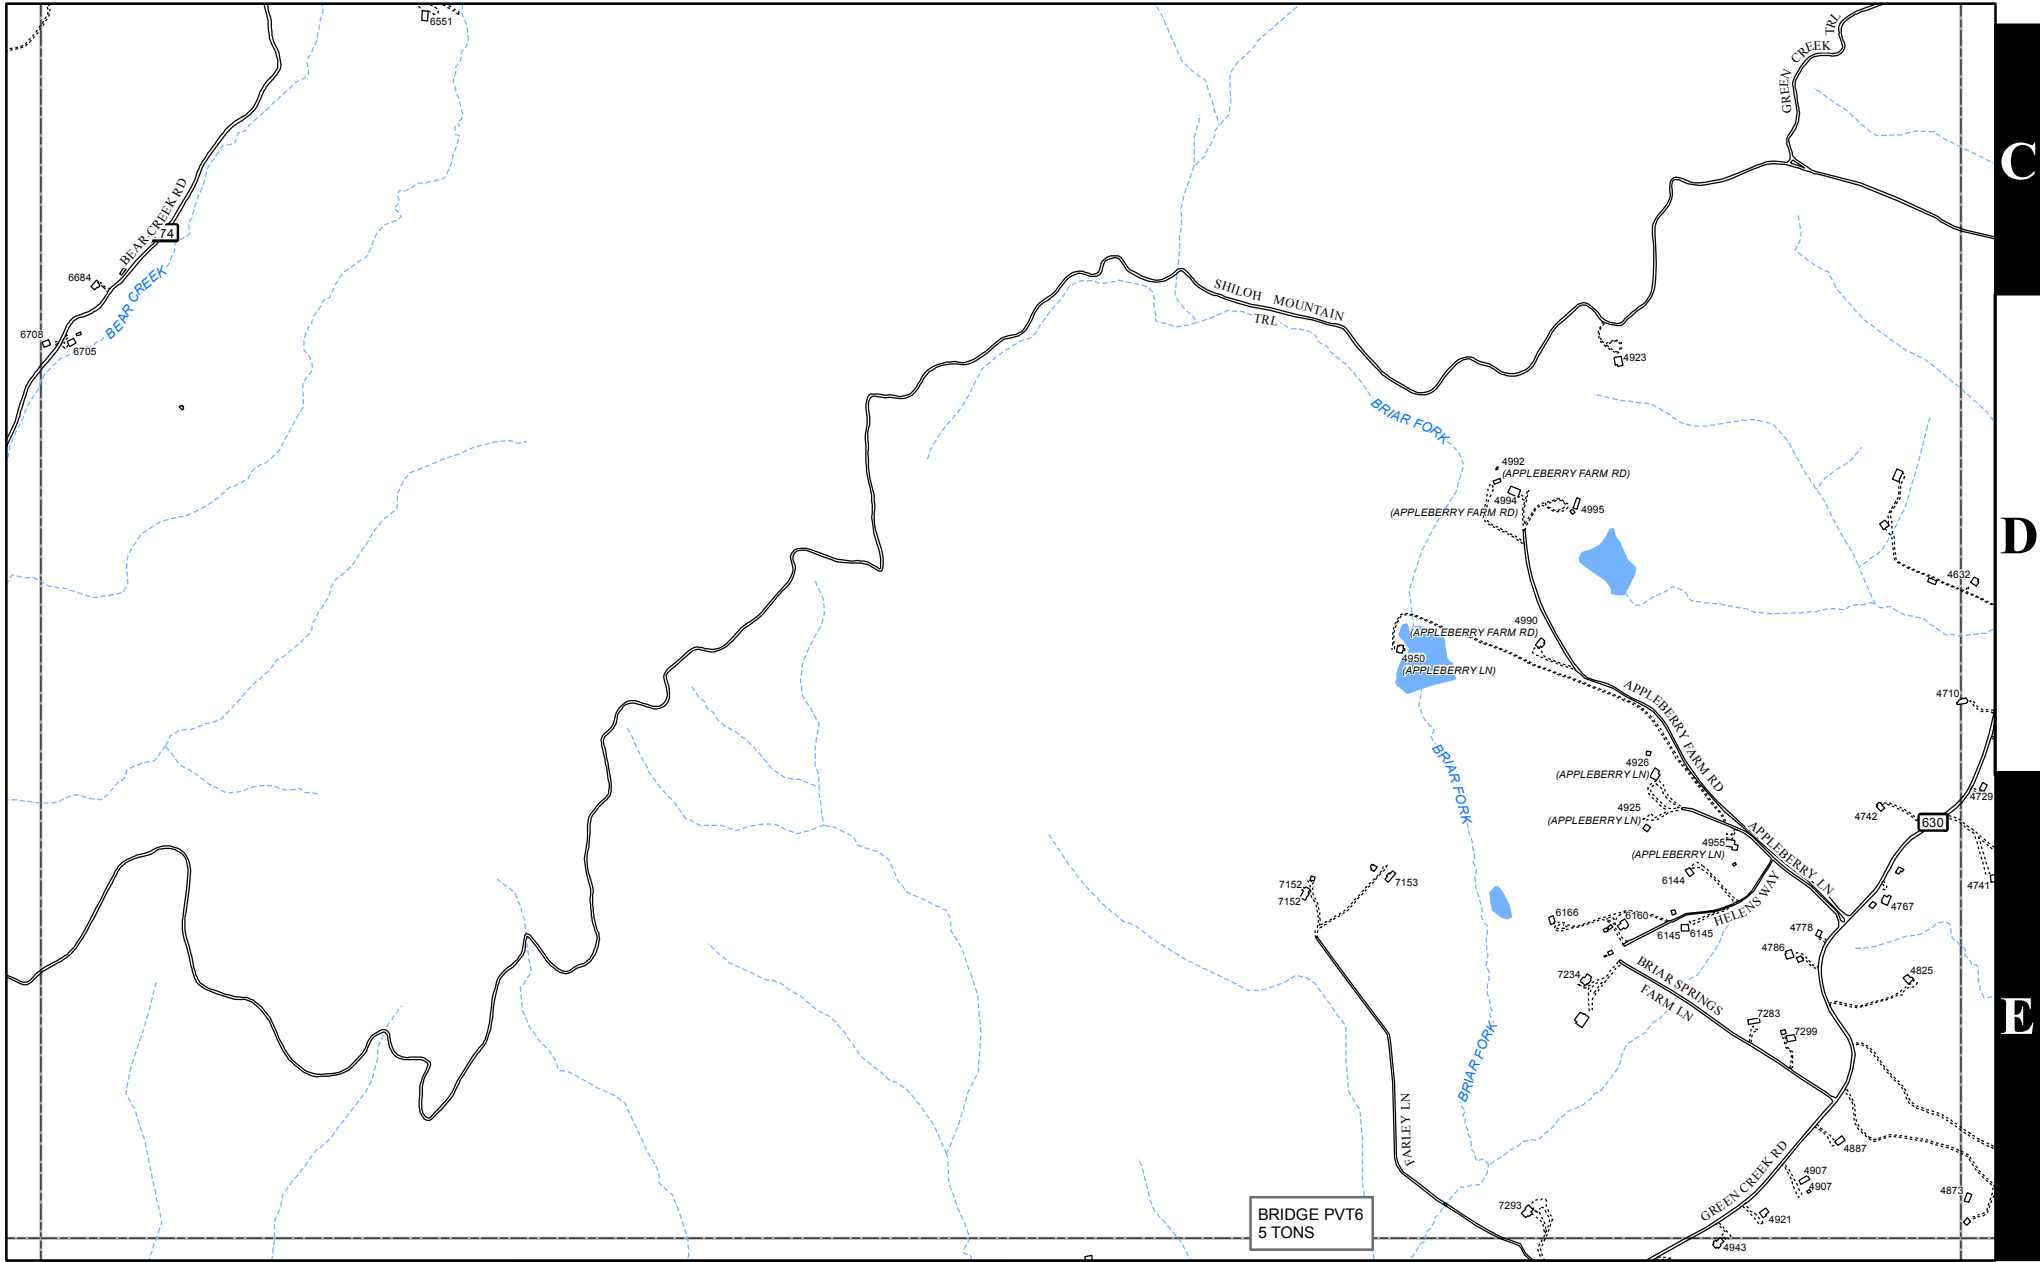 6551
GREEN CREEK TRL
C
BEAR CREEK RD
74
6684
BEAR CREEK
6708
6705
SHILOH MOUNTAIN
TRL
4923
BRIAR FORK
4992
(APPLEBERRY FARM RD)
4994
(APPLEBERRY FARM RD)
4995
D
4632
4990
(APPLEBERRY FARM RD)
4950
(APPLEBERRY LN)
APPLEBERRY FARM RD
4710
BRIAR FORK
4926
(APPLEBERRY LN)
4925
(APPLEBERRY LN)
4729
4742
630
4955
(APPLEBERRY LN)
APPLEBERRY LN
6144
HELENS WAY
4741
7152
7152
7153
4767
6166
6160
6145
6145
4778
4786
7234
BRIAR SPRINGS
FARM LN
4825
7283
7299
E
BRIAR FORK
FARLEY LN
4887
GREEN CREEK RD
4907
4907
4873
7293
4921
4943
BRIDGE PVT6
5 TONS